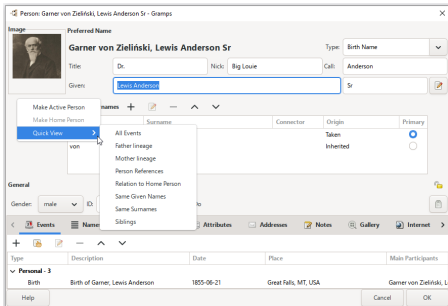 Person: Garner von Zieliński, Lewis Anderson Sr - Gramps
Image
Preferred Name
Garner von Zieliński, Lewis Anderson Sr
Type: Birth Name
Title: Dr. Nick: Big Louie Call: Anderson
Given: Lewis Anderson Sr
names
Surname Connector Origin Primary
Taken
von Inherited
Make Active Person
Make Home Person
Quick View
All Events
Father lineage
Mother lineage
Person References
Relation to Home Person
Same Given Names
Same Surnames
Siblings
General
Gender: male ID:
Events Name Attributes Addresses Notes Gallery Internet
Type Description Date Place Main Participants
Personal - 3
Birth Birth of Garner, Lewis Anderson 1855-06-21 Great Falls, MT, USA Garner von Zieliński, L
Help Cancel OK